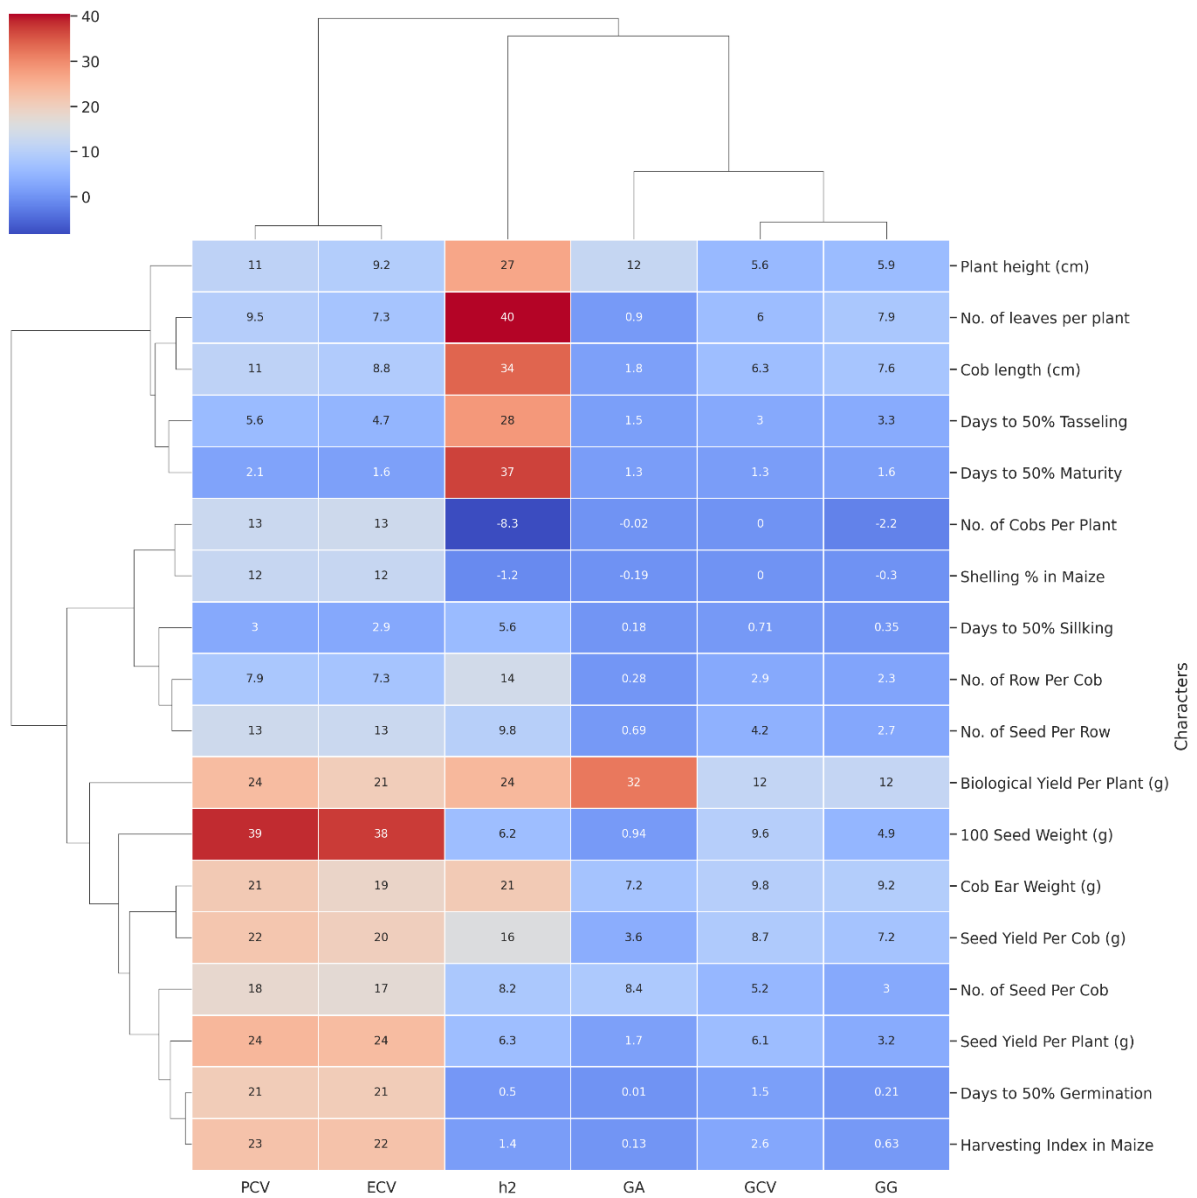 40
30
20
10
0
11 9.2 27 12 5.6 5.9 Plant height (cm)
9.5 7.3 40 0.9 6 7.9 No. of leaves per plant
11 8.8 34 1.8 6.3 7.6 Cob length (cm)
5.6 4.7 28 1.5 3 3.3 Days to 50% Tasseling
2.1 1.6 37 1.3 1.3 1.6 Days to 50% Maturity
13 13 -8.3 -0.02 0 -2.2 No. of Cobs Per Plant
12 12 -1.2 -0.19 0 -0.3 Shelling % in Maize
3 2.9 5.6 0.18 0.71 0.35 Days to 50% Sillking
7.9 7.3 14 0.28 2.9 2.3 No. of Row Per Cob
13 13 9.8 0.69 4.2 2.7 No. of Seed Per Row
24 21 24 32 12 12 Biological Yield Per Plant (g)
39 38 6.2 0.94 9.6 4.9 100 Seed Weight (g)
21 19 21 7.2 9.8 9.2 Cob Ear Weight (g)
22 20 16 3.6 8.7 7.2 Seed Yield Per Cob (g)
18 17 8.2 8.4 5.2 3 No. of Seed Per Cob
24 24 6.3 1.7 6.1 3.2 Seed Yield Per Plant (g)
21 21 0.5 0.01 1.5 0.21 Days to 50% Germination
23 22 1.4 0.13 2.6 0.63 Harvesting Index in Maize
PCV ECV h2 GA GCV GG
Characters